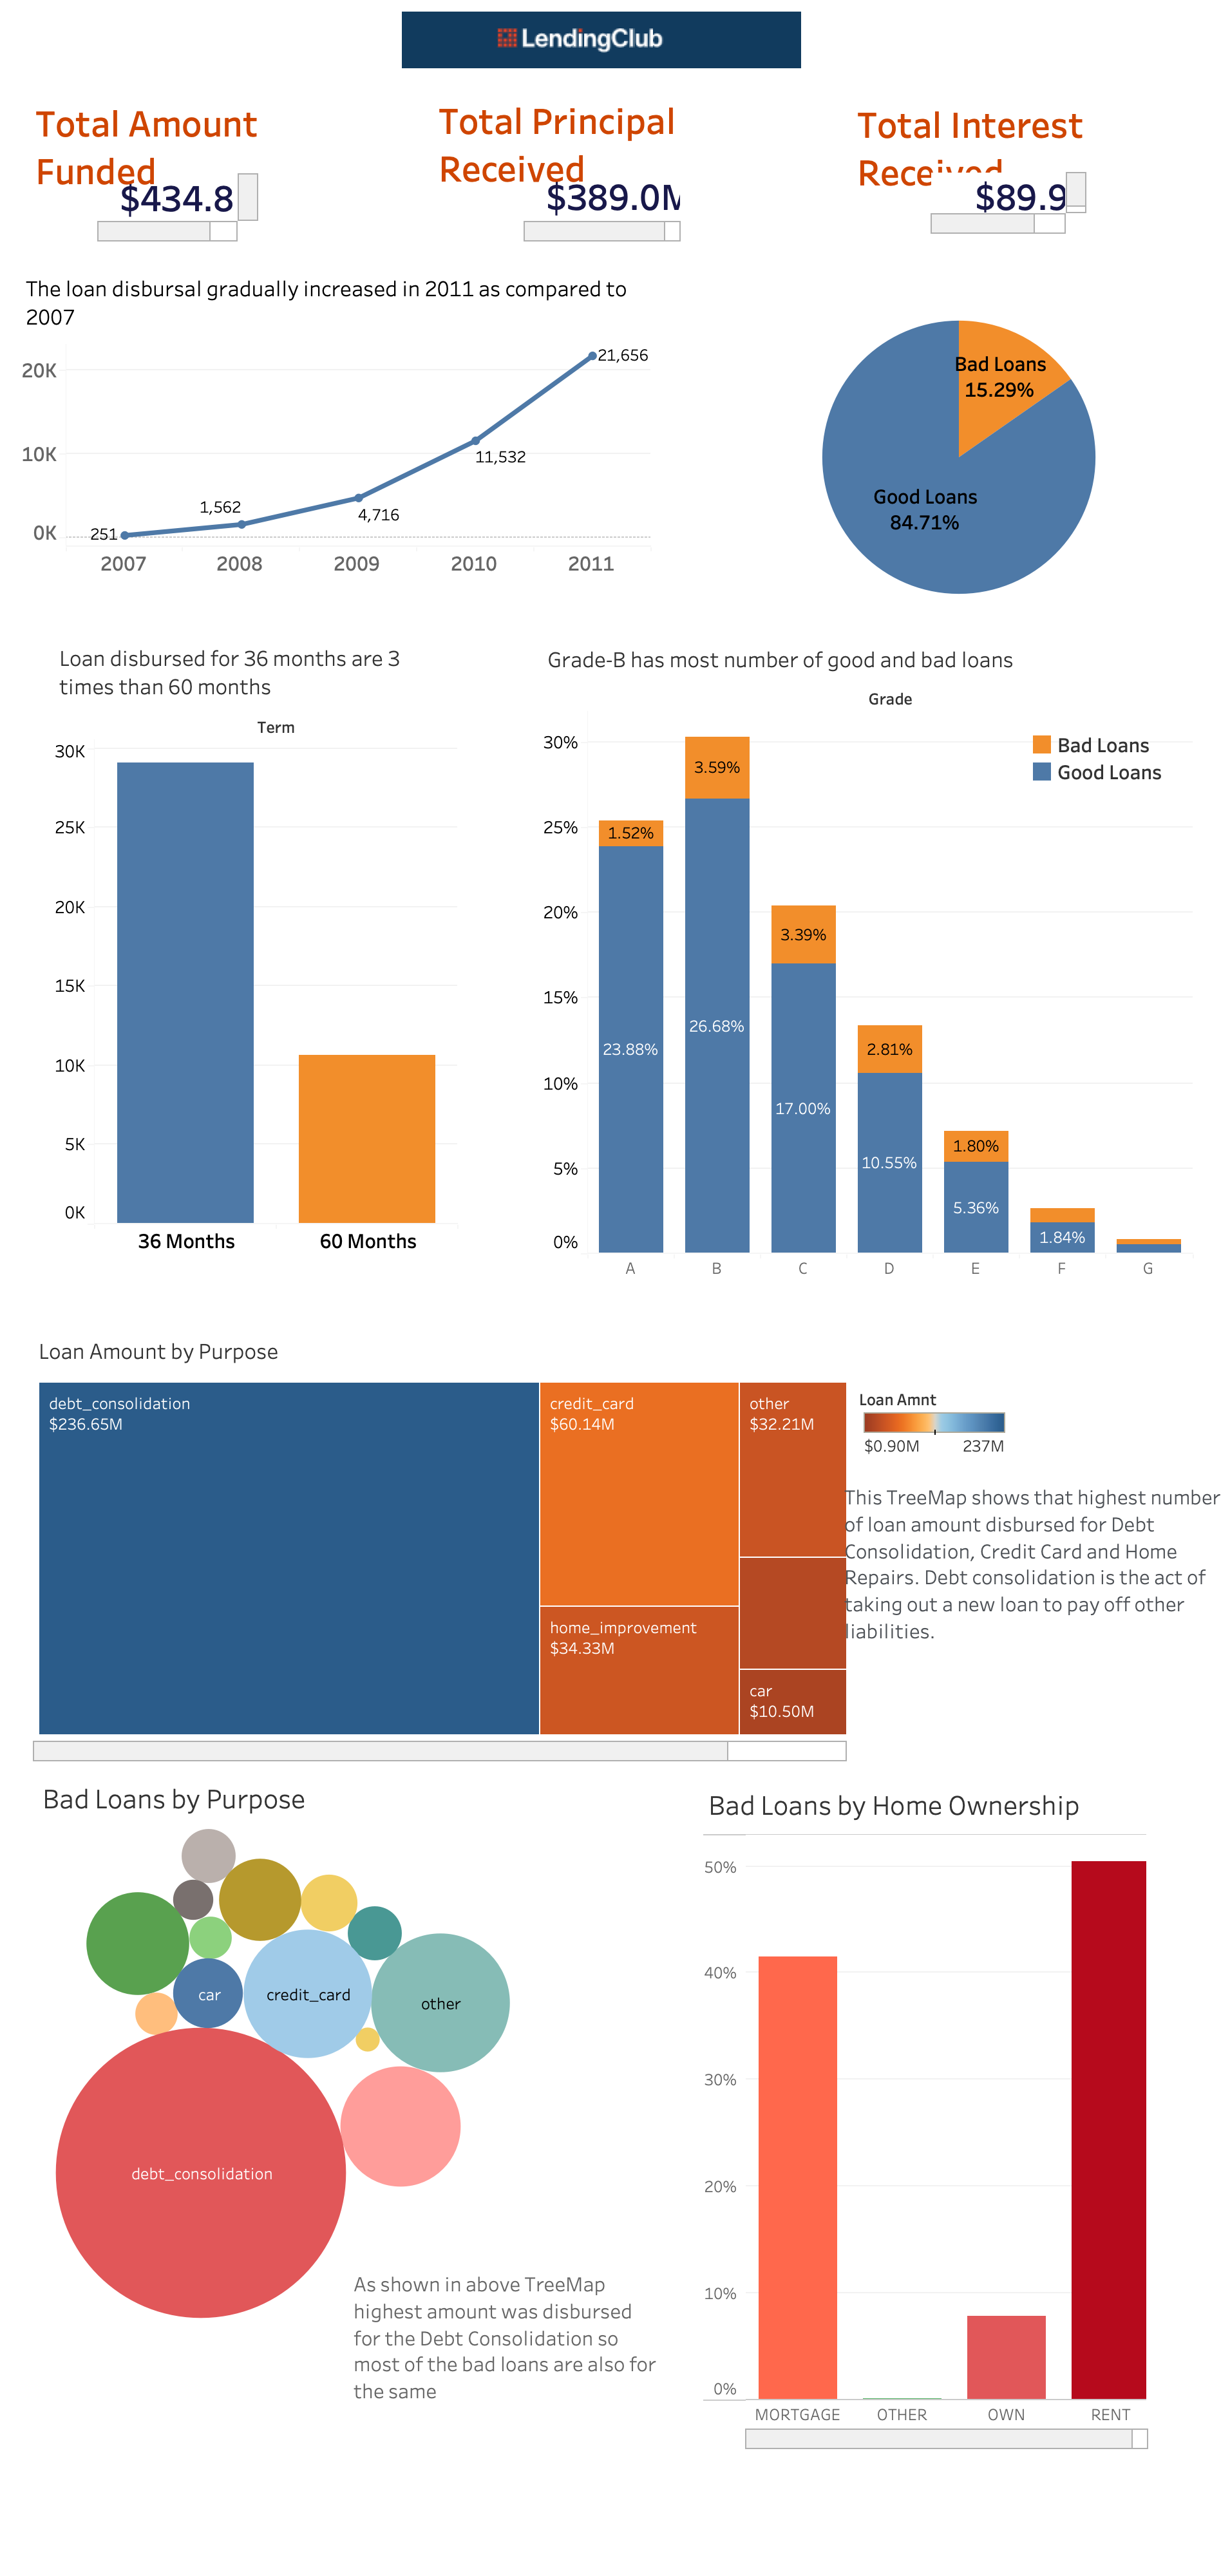 LendingClub
Total Amount
Funded
$434.8
Total Principal
Received
$389.0M
Total Interest
Received
$89.9
The loan disbursal gradually increased in 2011 as compared to
2007
20K
10K
0K
251
1,562
4,716
11,532
21,656
2007
2008
2009
2010
2011
Bad Loans
15.29%
Good Loans
84.71%
Loan disbursed for 36 months are 3
times than 60 months
Term
30K
25K
20K
15K
10K
5K
0K
36 Months
60 Months
Grade-B has most number of good and bad loans
Grade
Bad Loans
Good Loans
30%
25%
20%
15%
10%
5%
0%
1.52%
23.88%
3.59%
26.68%
3.39%
17.00%
2.81%
10.55%
1.80%
5.36%
1.84%
A
B
C
D
E
F
G
Loan Amount by Purpose
debt_consolidation
$236.65M
credit_card
$60.14M
home_improvement
$34.33M
other
$32.21M
car
$10.50M
Loan Amnt
$0.90M
237M
This TreeMap shows that highest number
of loan amount disbursed for Debt
Consolidation, Credit Card and Home
Repairs. Debt consolidation is the act of
taking out a new loan to pay off other
liabilities.
Bad Loans by Purpose
car
credit_card
other
debt_consolidation
As shown in above TreeMap
highest amount was disbursed
for the Debt Consolidation so
most of the bad loans are also for
the same
Bad Loans by Home Ownership
50%
40%
30%
20%
10%
0%
MORTGAGE
OTHER
OWN
RENT